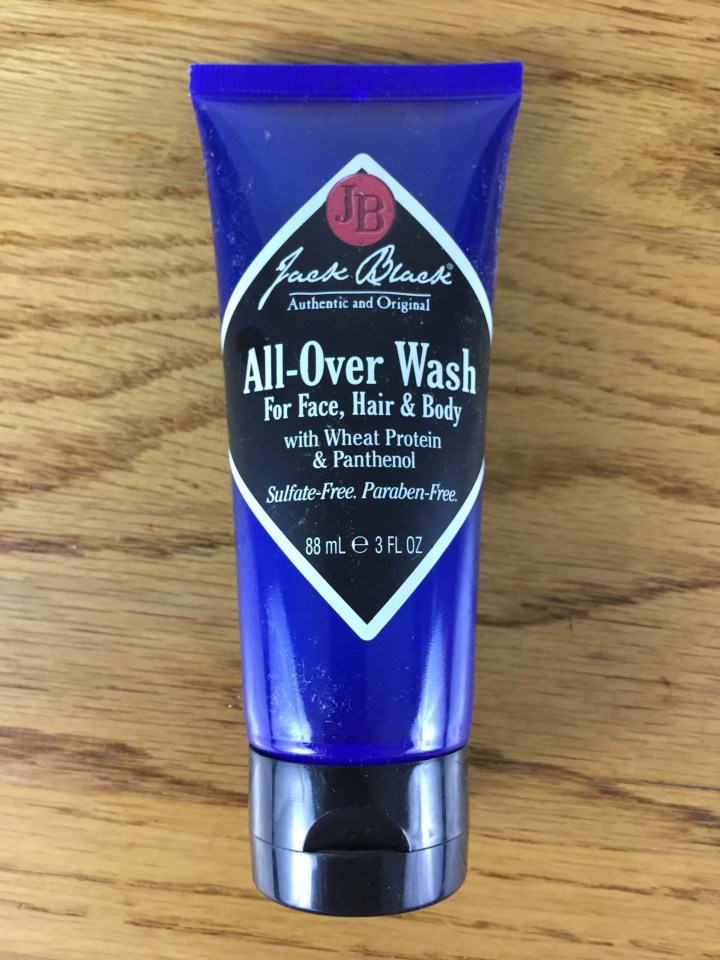 JB
Jack Black®
Authentic and Original
All-Over Wash
For Face, Hair & Body
with Wheat Protein
& Panthenol
Sulfate-Free. Paraben-Free.
88 mL ℮ 3 FL OZ